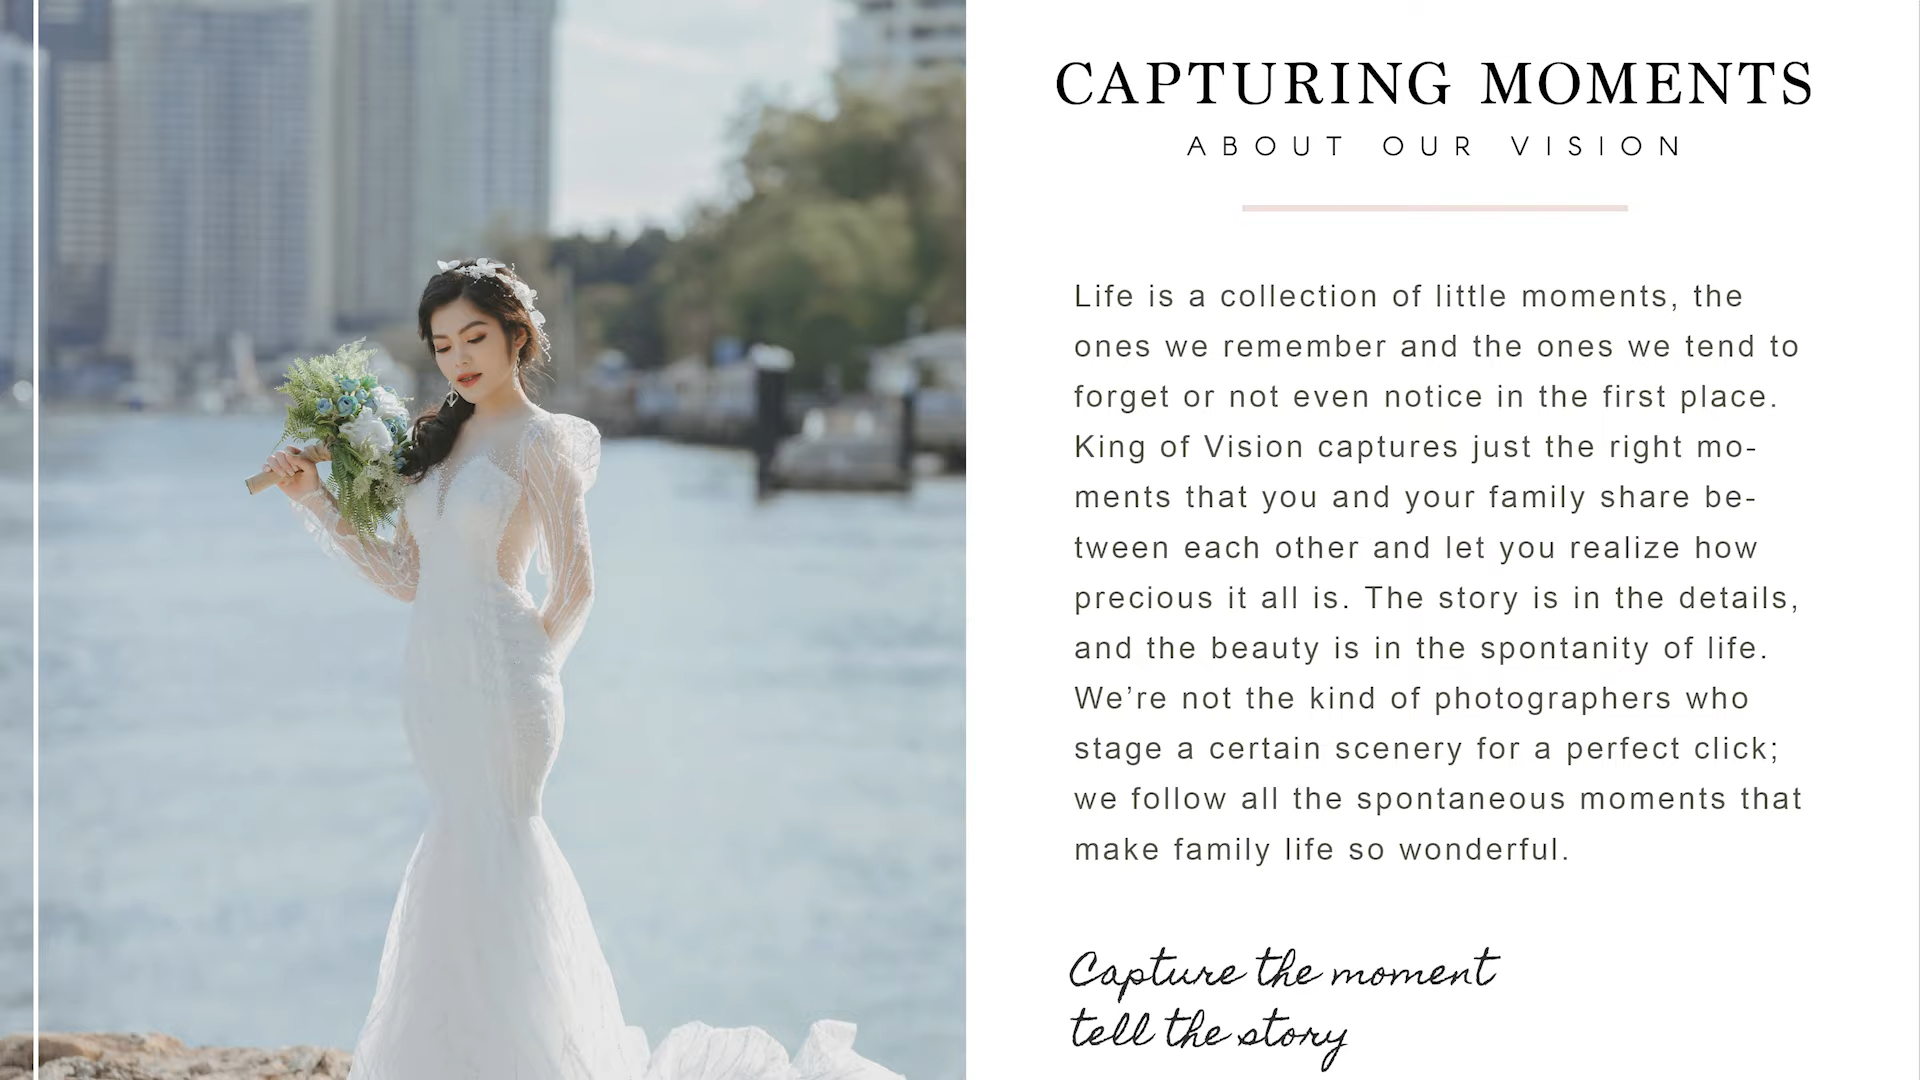 CAPTURING MOMENTS
ABOUT OUR VISION
Life is a collection of little moments, the
ones we remember and the ones we tend to
forget or not even notice in the first place.
King of Vision captures just the right mo-
ments that you and your family share be-
tween each other and let you realize how
precious it all is. The story is in the details,
and the beauty is in the spontanity of life.
We’re not the kind of photographers who
stage a certain scenery for a perfect click;
we follow all the spontaneous moments that
make family life so wonderful.
Capture the moment
tell the story